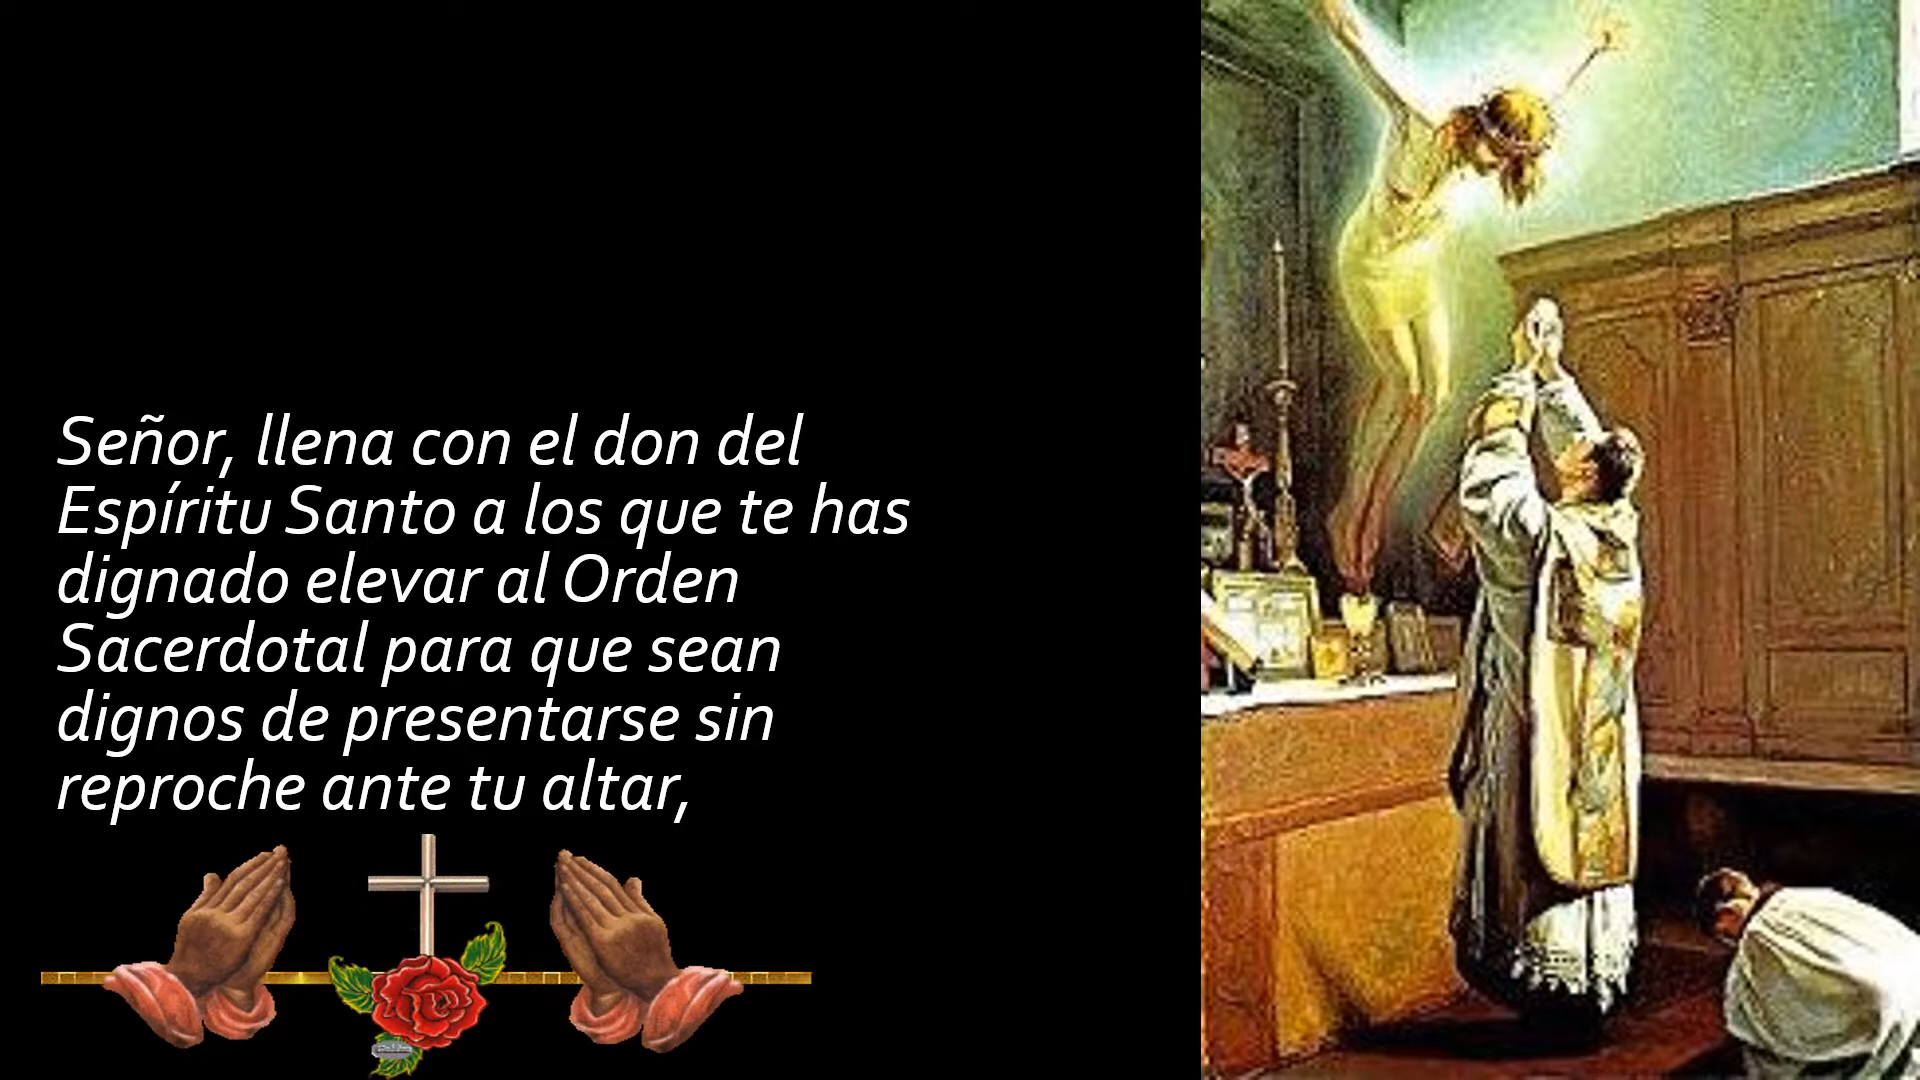 Señor, llena con el don del
Espíritu Santo a los que te has
dignado elevar al Orden
Sacerdotal para que sean
dignos de presentarse sin
reproche ante tu altar,